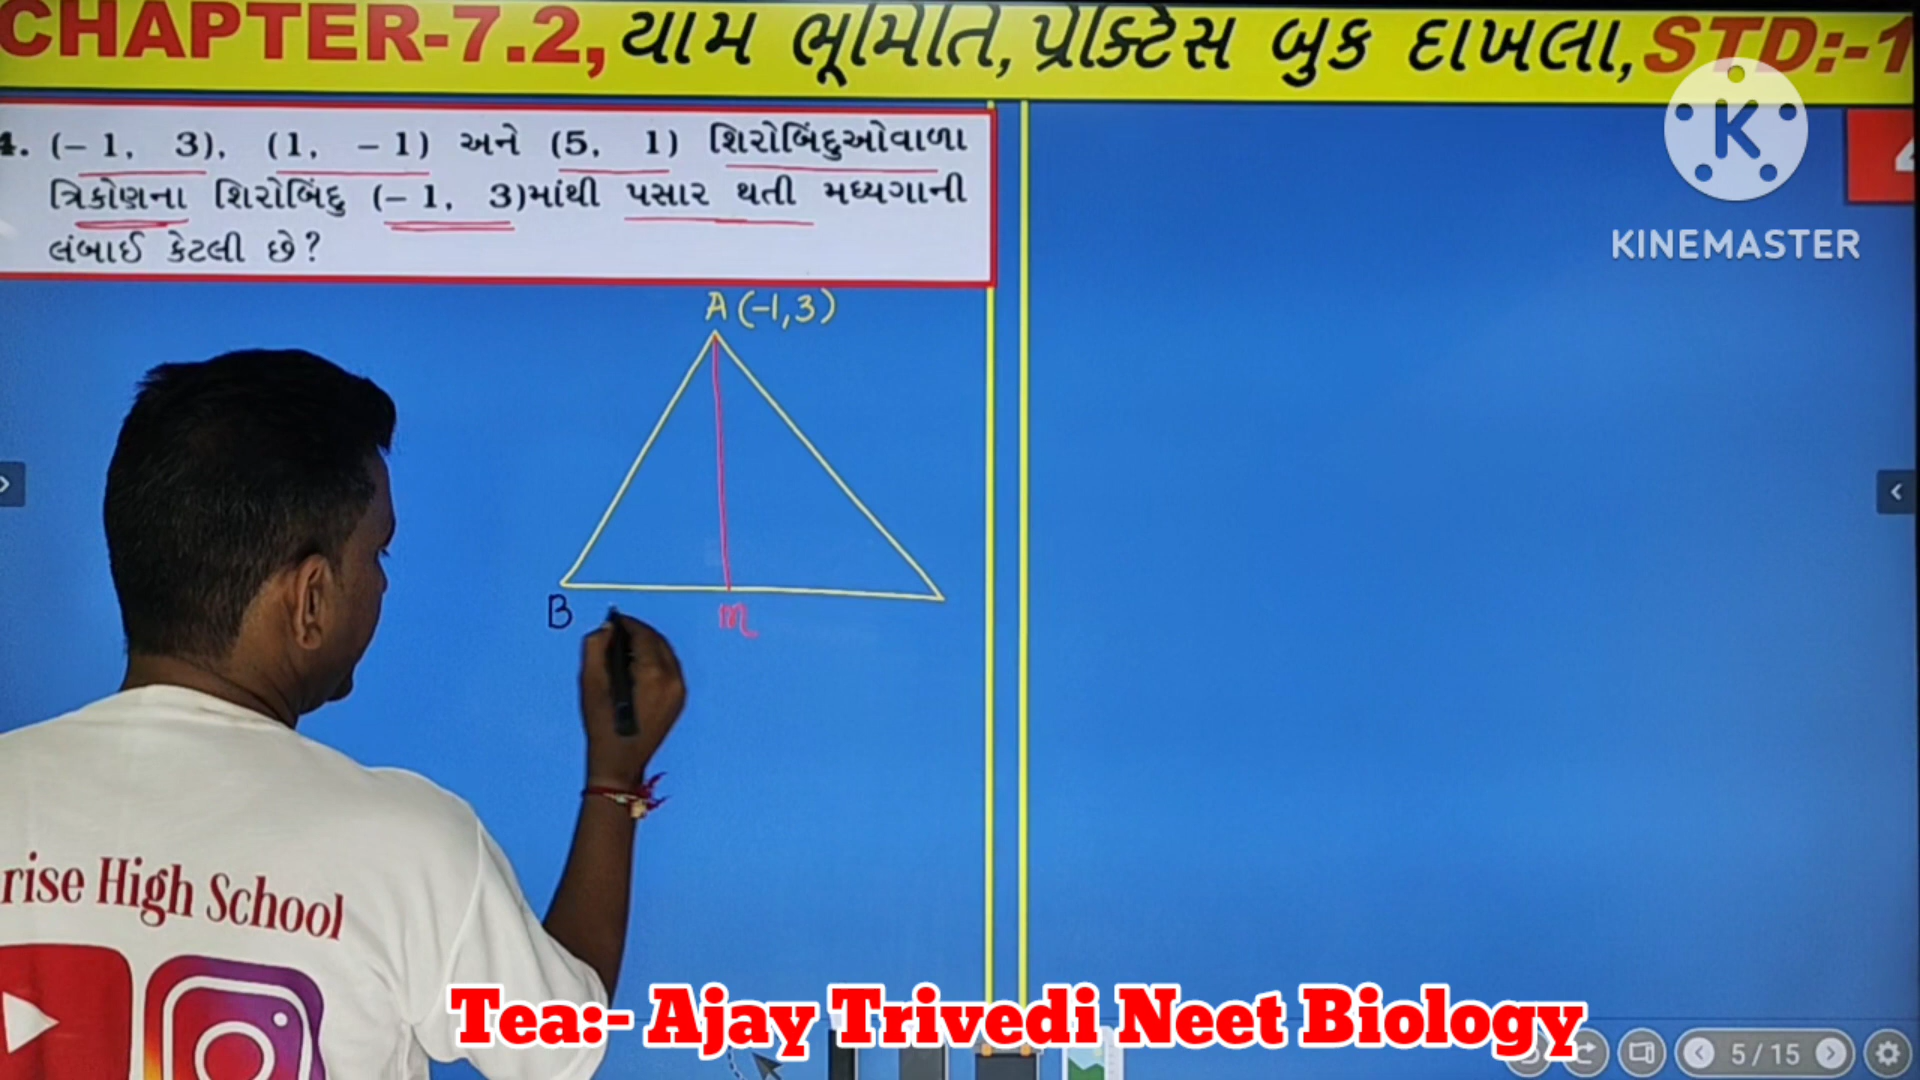 CHAPTER-7.2, યામ ભૂમિતિ, પ્રેક્ટિસ બુક દાખલા, STD:-1
4. (– 1, 3), (1, – 1) અને (5, 1) શિરોબિંદુઓવાળા
ત્રિકોણના શિરોબિંદુ (– 1, 3)માંથી પસાર થતી મધ્યગાની
લંબાઈ કેટલી છે?
K
KINEMASTER
A (-1,3)
B
m
rise High School
Tea:- Ajay Trivedi Neet Biology
5 / 15